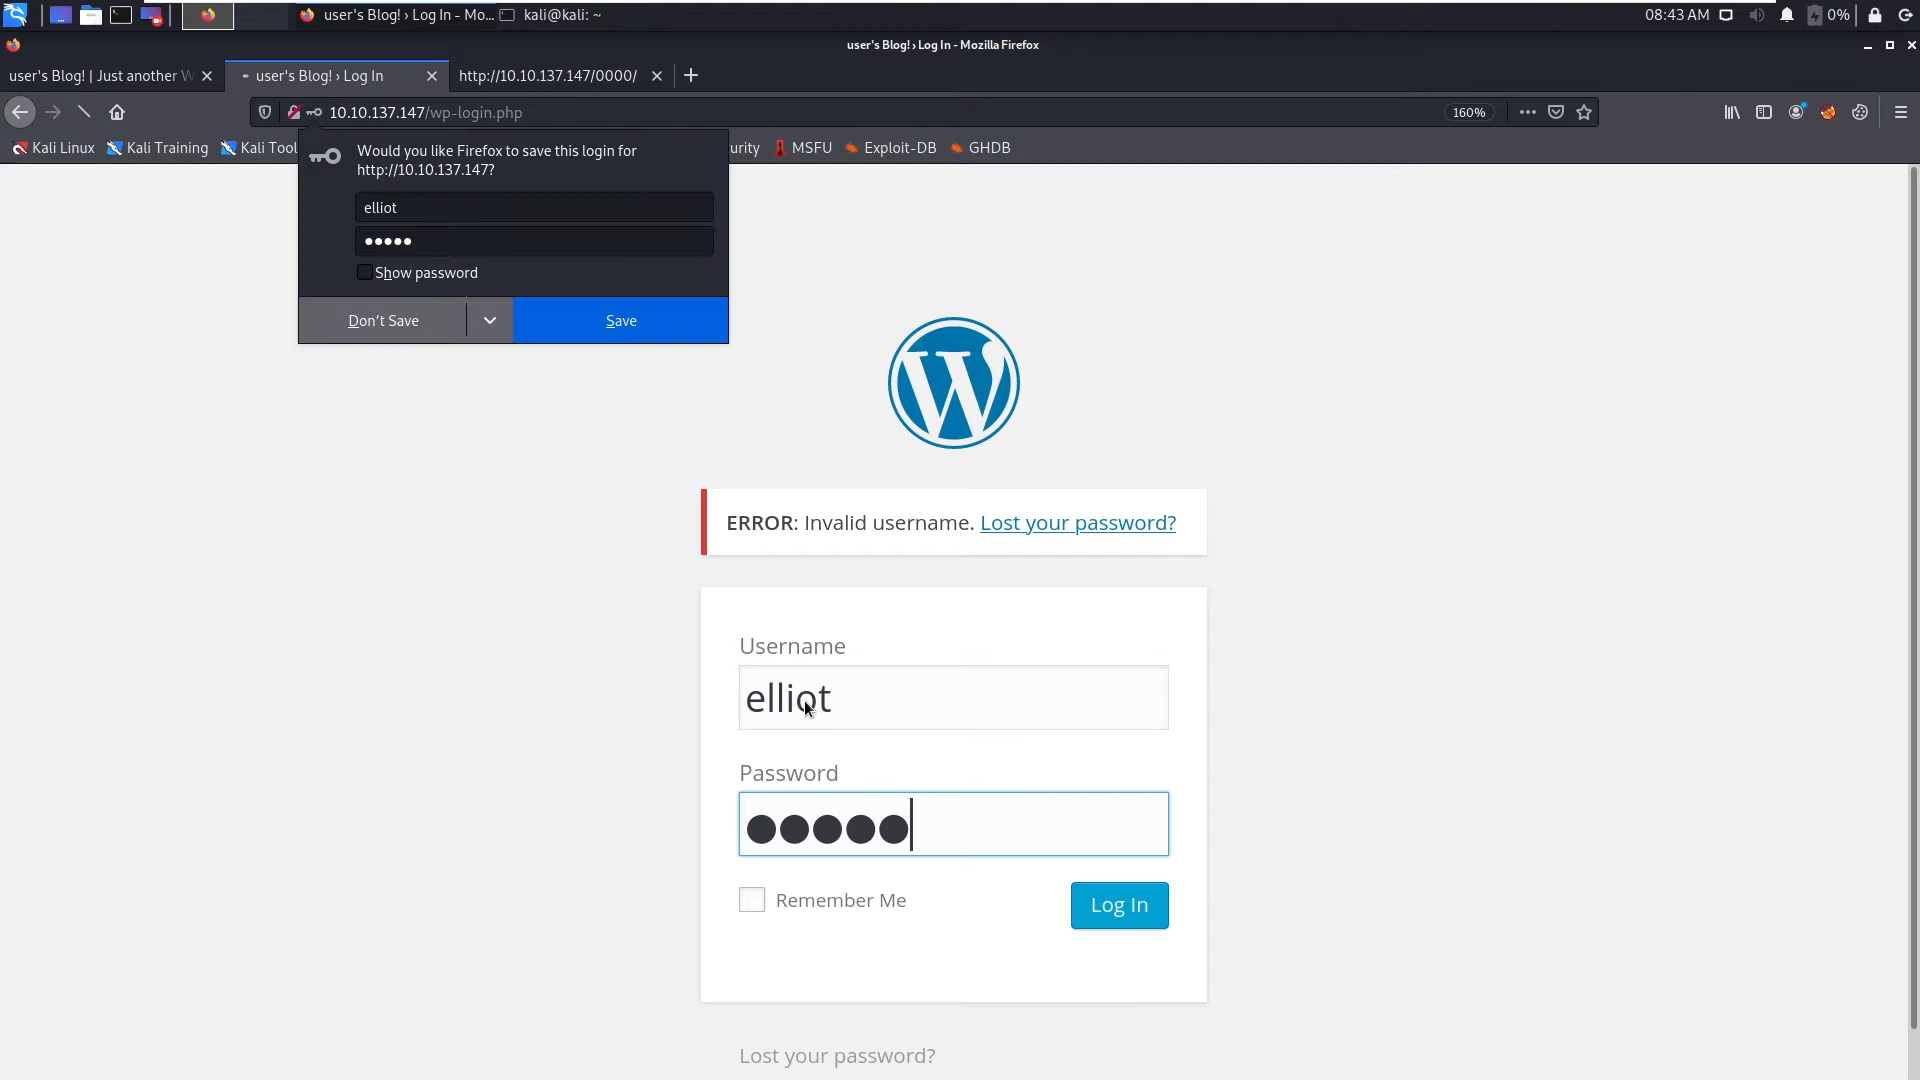 user's Blog! › Log In - Mo...
kali@kali: ~
08:43 AM
0%
user's Blog! › Log In - Mozilla Firefox
user's Blog! | Just another W
user's Blog! › Log In
http://10.10.137.147/0000/
10.10.137.147/wp-login.php
160%
Kali Linux
Kali Training
Kali Tool
urity
MSFU
Exploit-DB
GHDB
Would you like Firefox to save this login for
http://10.10.137.147?
elliot
•••••
Show password
Don't Save
Save
ERROR: Invalid username. Lost your password?
Username
elliot
Password
●●●●●
Remember Me
Log In
Lost your password?